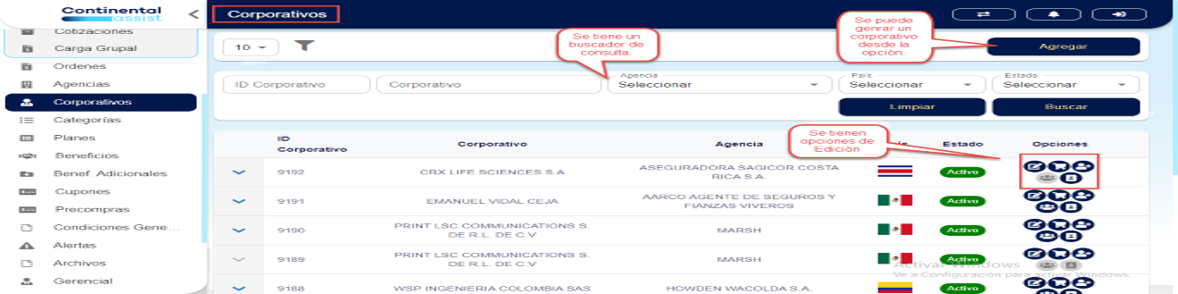 Continental
assist
Cotizaciones
Carga Grupal
Ordenes
Agencias
Corporativos
Categorías
Planes
Beneficios
Benef. Adicionales
Cupones
Precompras
Condiciones Gene...
Alertas
Archivos
Gerencial
Corporativos
10
Se tiene un
buscador de
consulta.
Se puede
genrar un
corporativo
desde la
opción.
Agregar
ID Corporativo
Corporativo
Agencia
Seleccionar
País
Seleccionar
Estado
Seleccionar
Limpiar
Buscar
Se tienen
opciones de
Edición
ID
Corporativo
Corporativo
Agencia
Estado
Opciones
9192
CRX LIFE SCIENCES S.A
ASEGURADORA SAGICOR COSTA
RICA S.A.
Activo
9191
EMANUEL VIDAL CEJA
AARCO AGENTE DE SEGUROS Y
FIANZAS VIVEROS
Activo
9190
PRINT LSC COMMUNICATIONS S.
DE R.L. DE C.V
MARSH
Activo
9189
PRINT LSC COMMUNICATIONS S.
DE R.L. DE C.V
MARSH
Activo
9188
WSP INGENIERIA COLOMBIA SAS
HOWDEN WACOLDA S.A.
Activo
Activar Windows
Ve a Configuración para activar Windows.